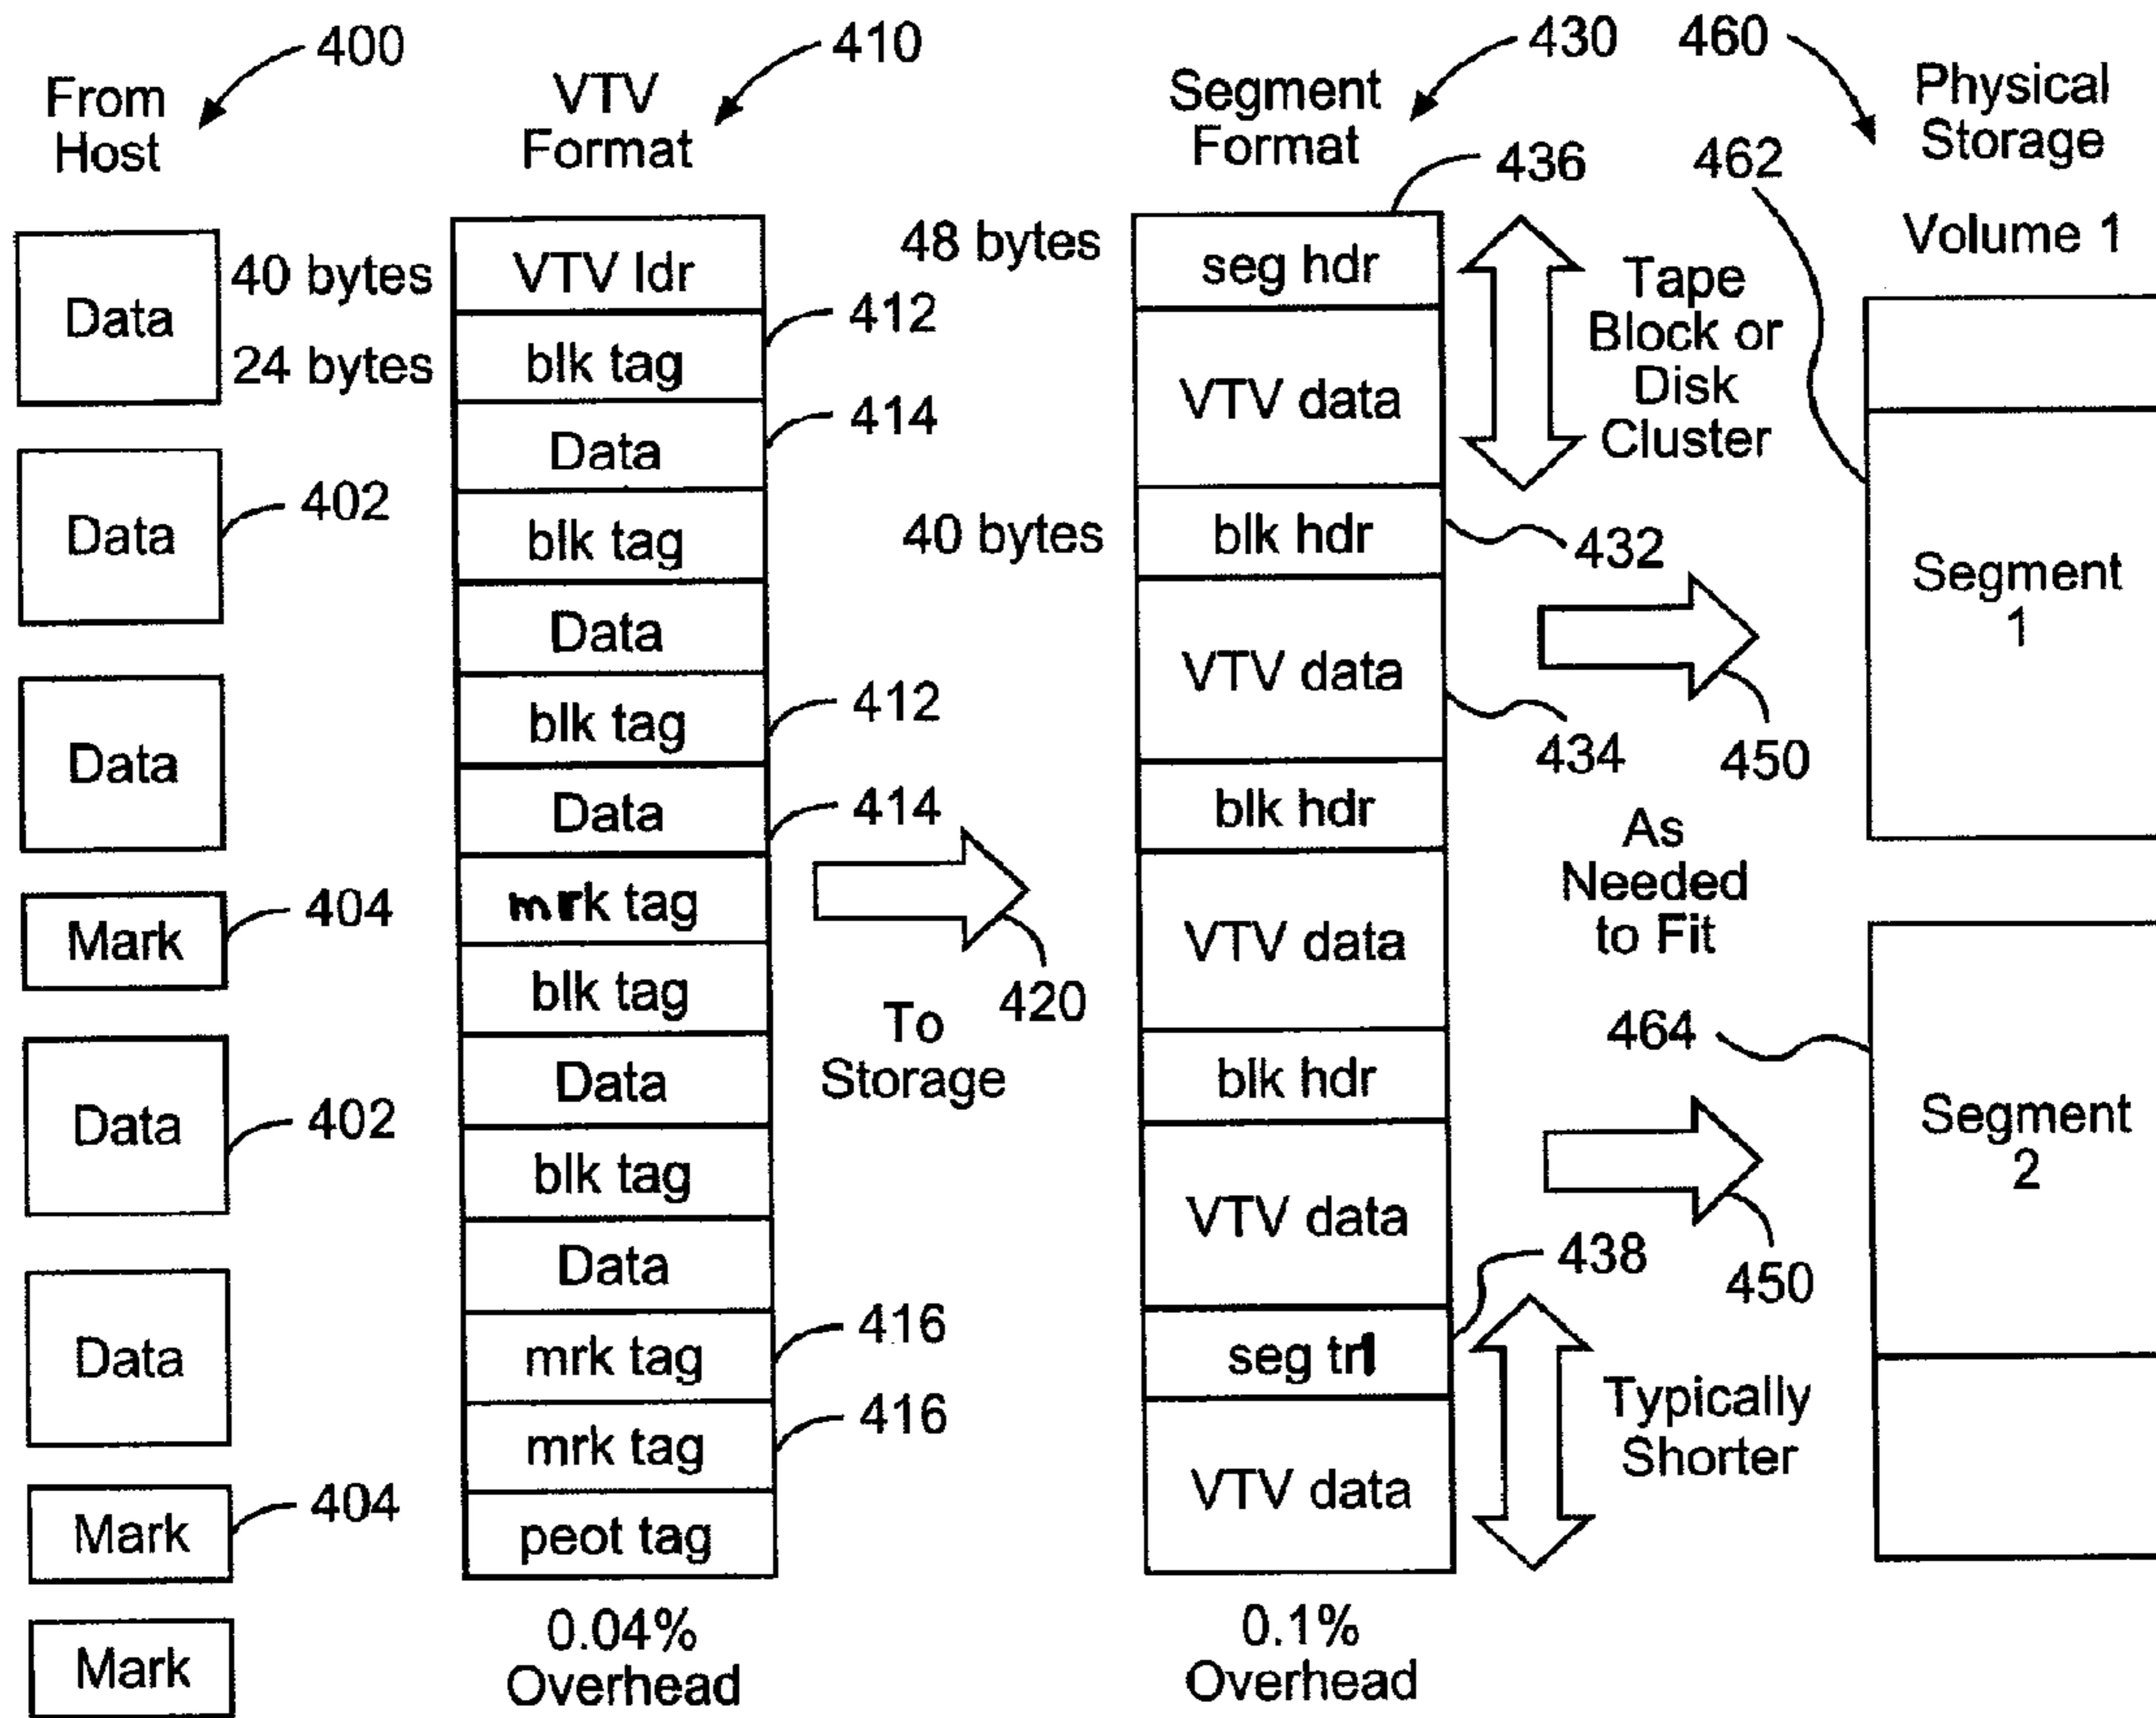 400
From
Host
Data
Data
402
Data
Mark
404
Data
402
Data
Mark
404
Mark
410
VTV
Format
40 bytes
VTV ldr
24 bytes
blk tag
412
Data
414
blk tag
Data
blk tag
412
Data
414
mrk tag
blk tag
Data
blk tag
Data
mrk tag
416
mrk tag
416
peot tag
0.04%
Overhead
420
To
Storage
430
Segment
Format
436
48 bytes
seg hdr
VTV data
Tape
Block or
Disk
Cluster
40 bytes
blk hdr
432
VTV data
434
blk hdr
VTV data
blk hdr
VTV data
438
seg trl
VTV data
Typically
Shorter
0.1%
Overhead
450
As
Needed
to Fit
450
460
Physical
Storage
462
Volume 1
Segment
1
464
Segment
2